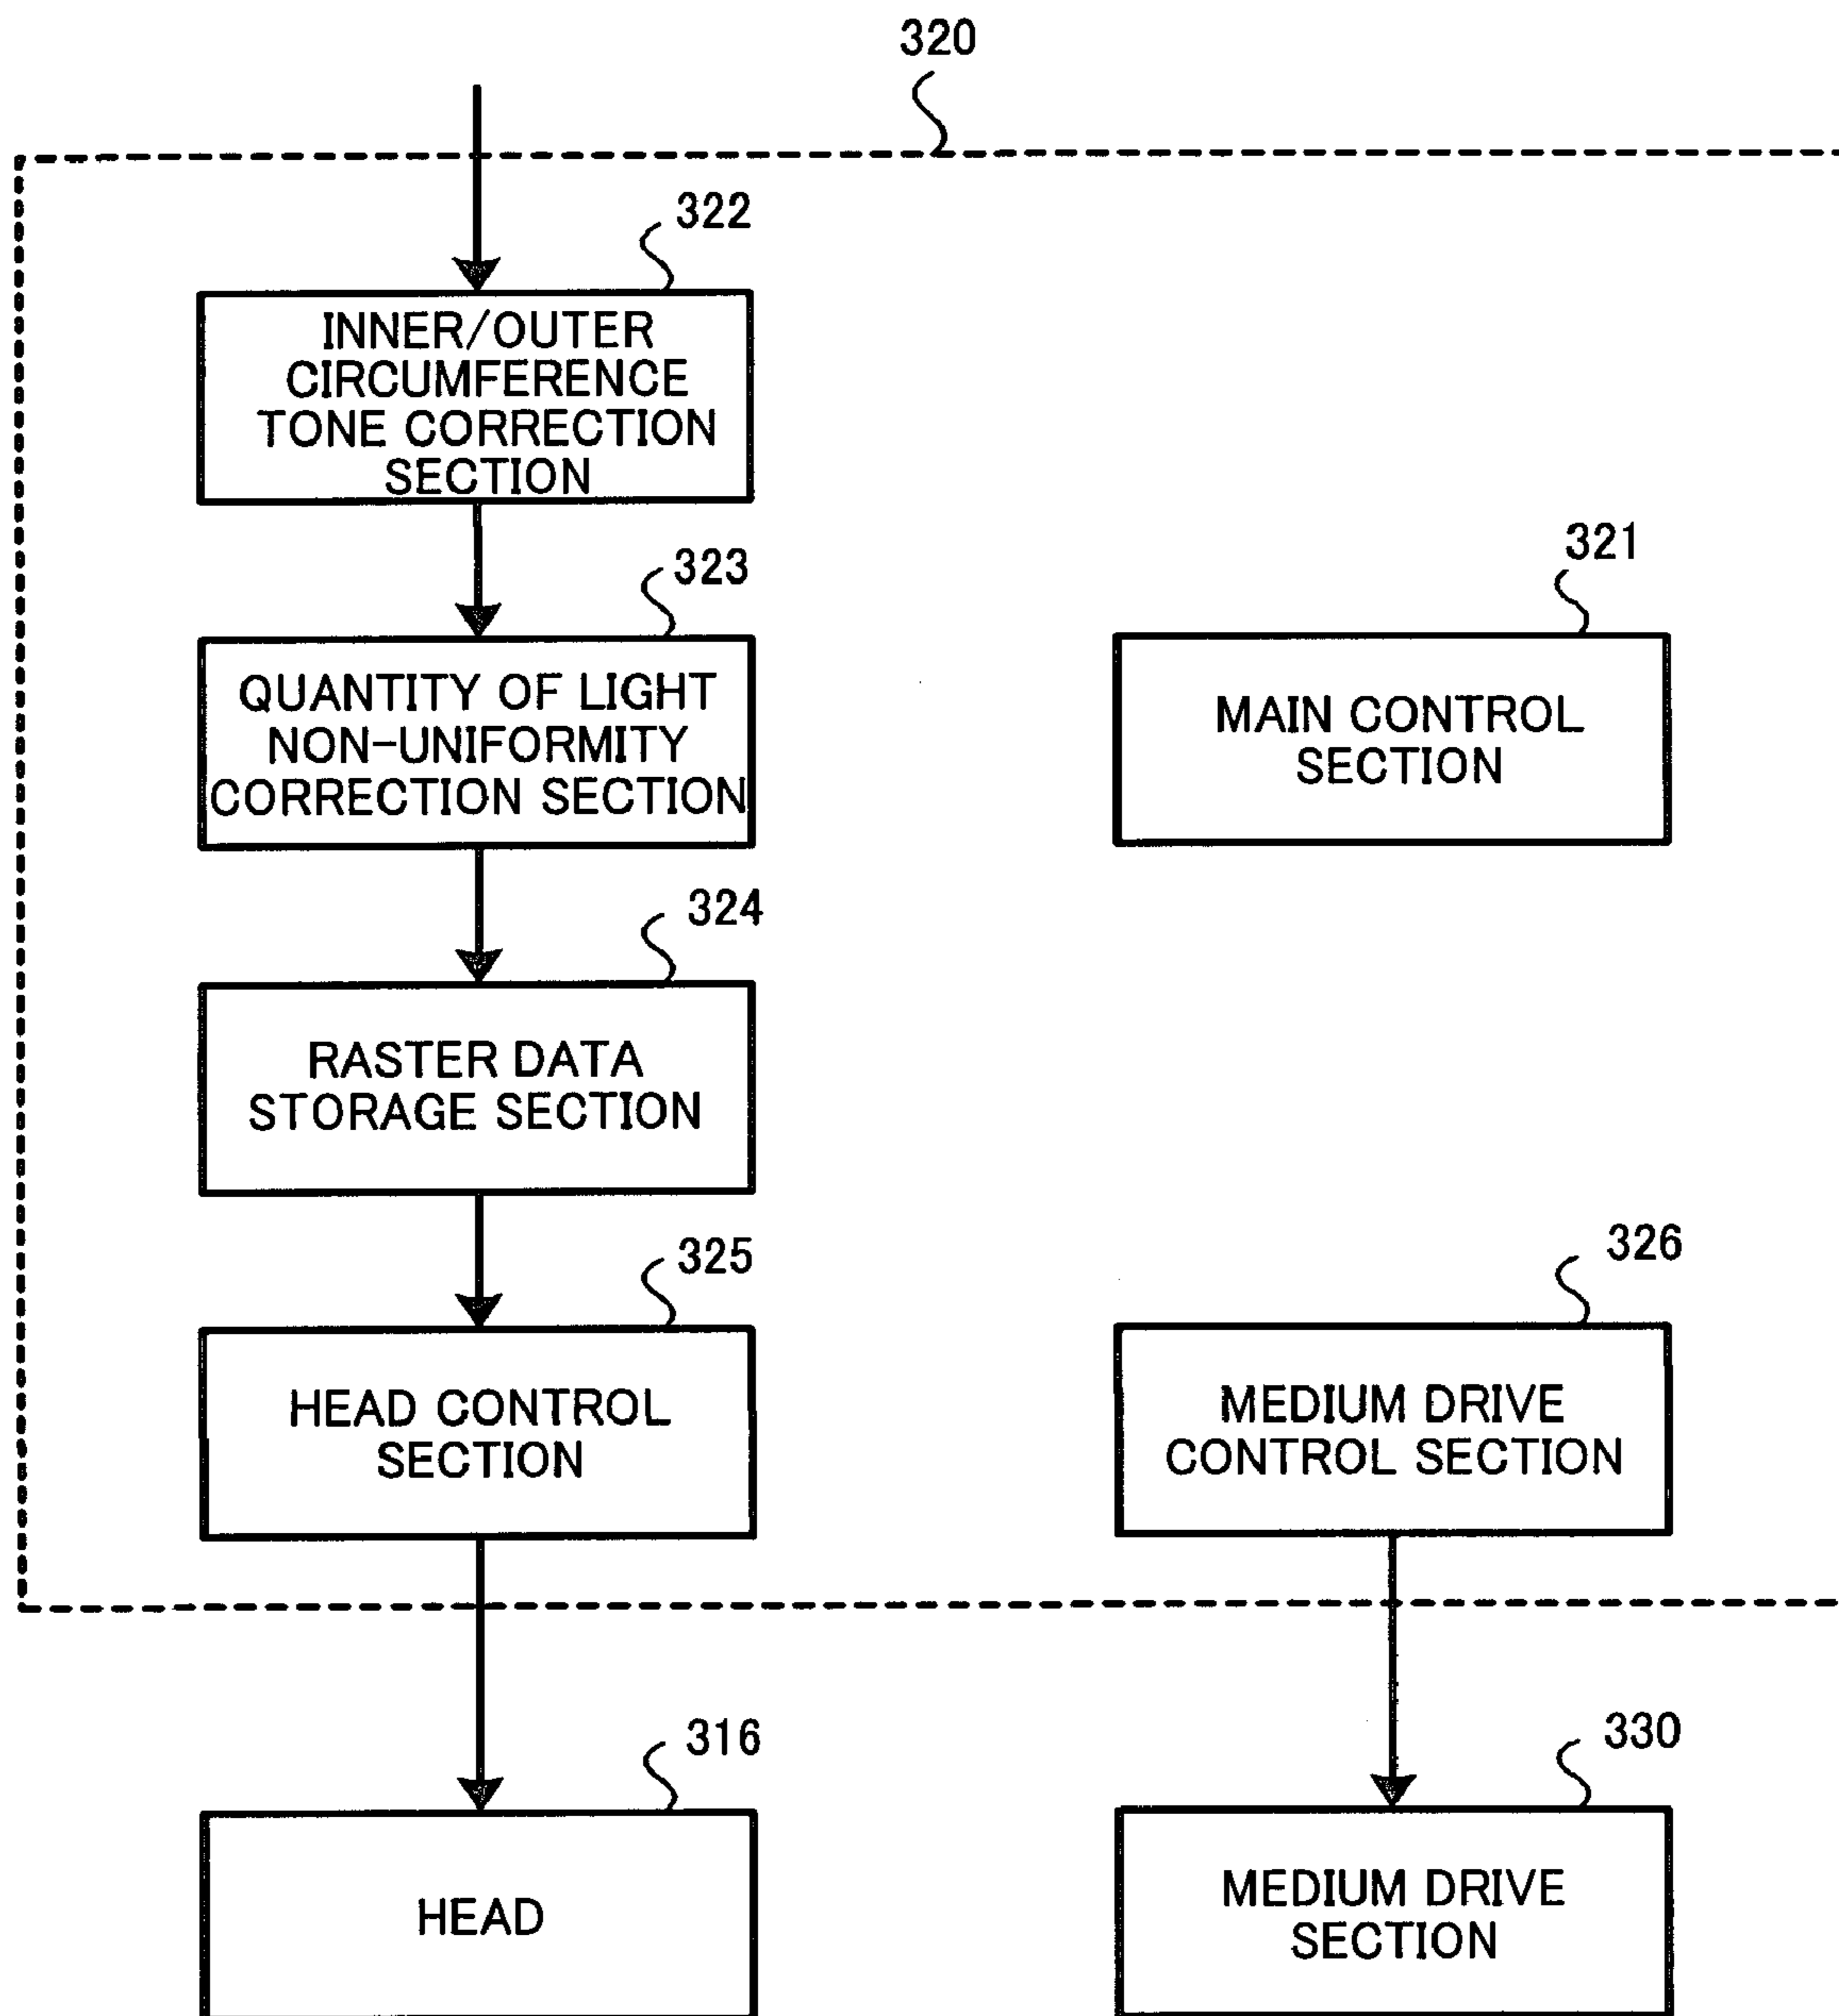 320
322
INNER/OUTER
CIRCUMFERENCE
TONE CORRECTION
SECTION
323
QUANTITY OF LIGHT
NON-UNIFORMITY
CORRECTION SECTION
321
MAIN CONTROL
SECTION
324
RASTER DATA
STORAGE SECTION
325
HEAD CONTROL
SECTION
326
MEDIUM DRIVE
CONTROL SECTION
316
HEAD
330
MEDIUM DRIVE
SECTION